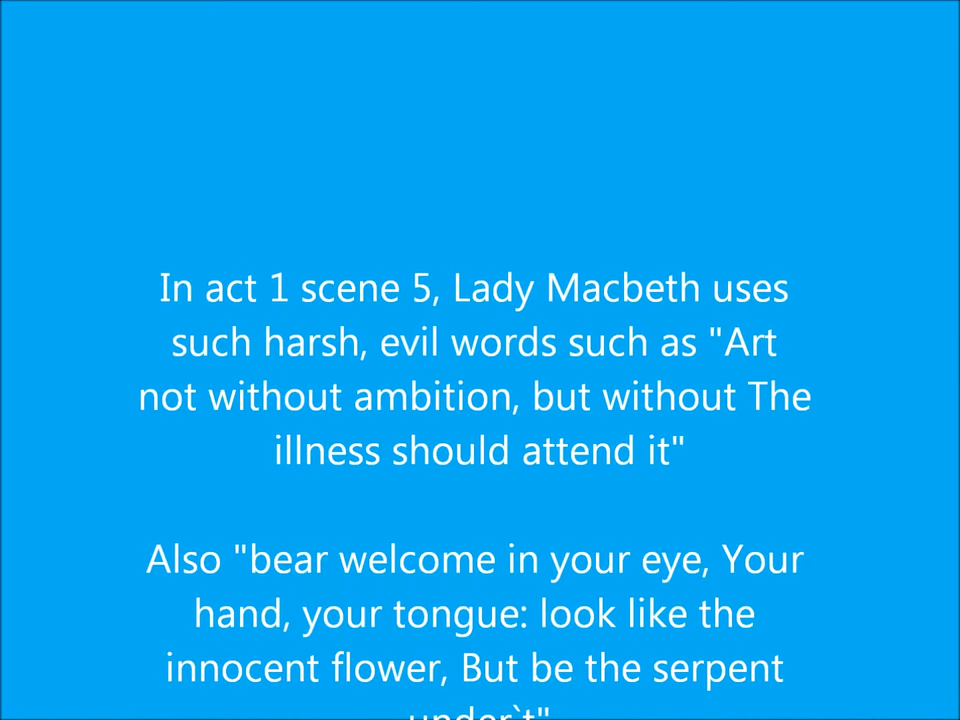 In act 1 scene 5, Lady Macbeth uses
such harsh, evil words such as "Art
not without ambition, but without The
illness should attend it"
Also "bear welcome in your eye, Your
hand, your tongue: look like the
innocent flower, But be the serpent
under`t"